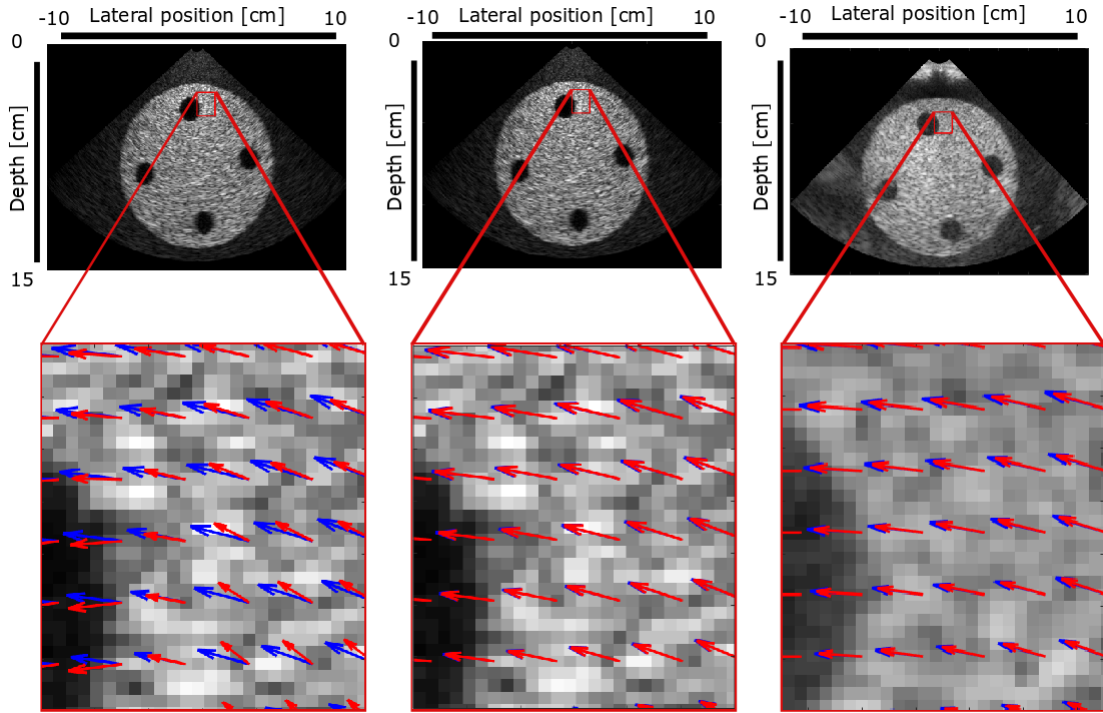 Lateral position [cm]
-10
10
0
Depth [cm]
15
Lateral position [cm]
-10
10
0
Depth [cm]
15
Lateral position [cm]
-10
10
0
Depth [cm]
15